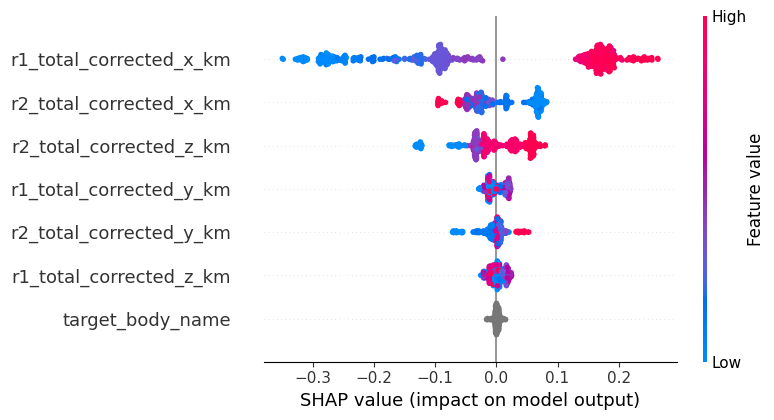 High
r1_total_corrected_x_km
r2_total_corrected_x_km
r2_total_corrected_z_km
r1_total_corrected_y_km
r2_total_corrected_y_km
r1_total_corrected_z_km
target_body_name
Feature value
Low
−0.3 −0.2 −0.1 0.0 0.1 0.2
SHAP value (impact on model output)